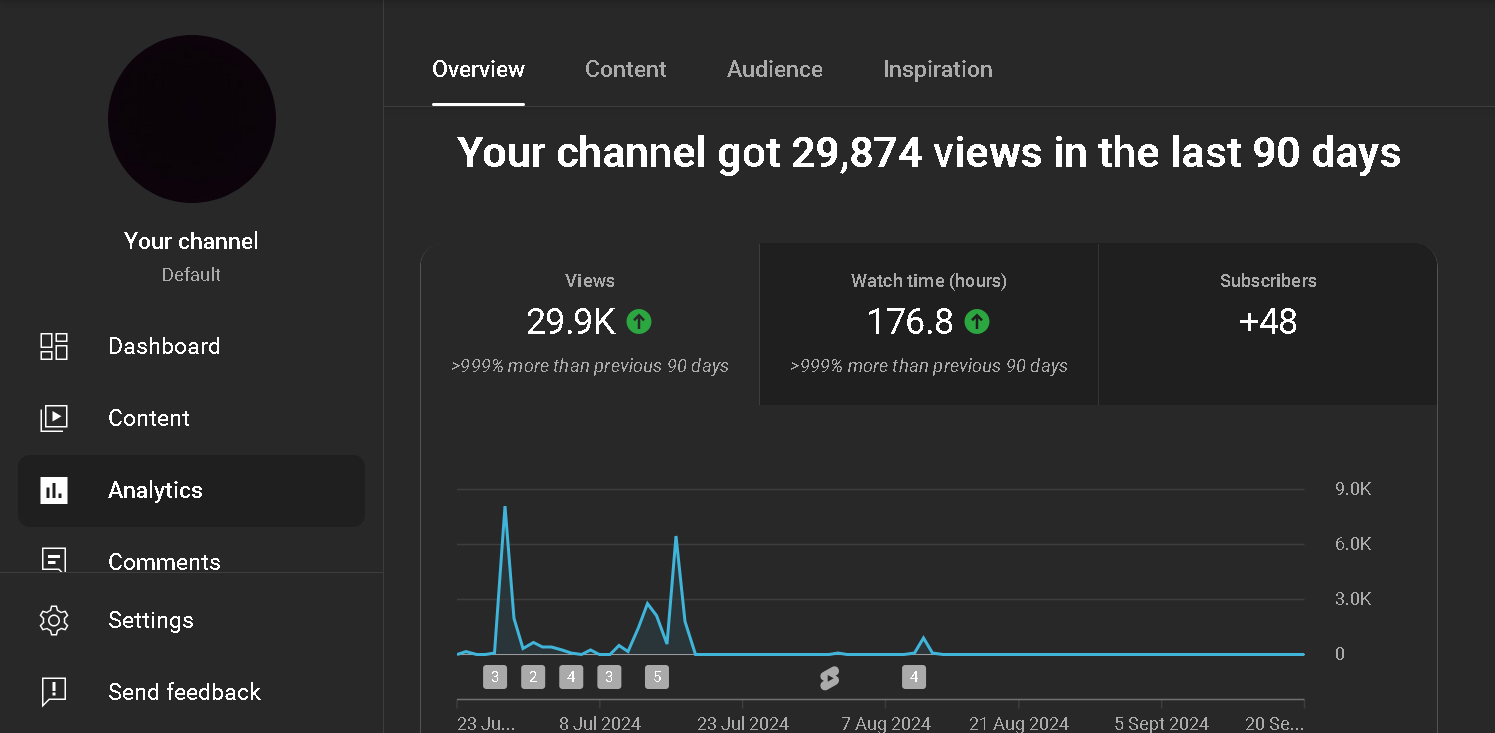 Overview Content Audience Inspiration
Your channel got 29,874 views in the last 90 days
Your channel
Default
Dashboard
Content
Analytics
Comments
Settings
Send feedback
Views
29.9K
>999% more than previous 90 days
Watch time (hours)
176.8
>999% more than previous 90 days
Subscribers
+48
9.0K
6.0K
3.0K
0
3 2 4 3 5 4
23 Ju... 8 Jul 2024 23 Jul 2024 7 Aug 2024 21 Aug 2024 5 Sept 2024 20 Se...